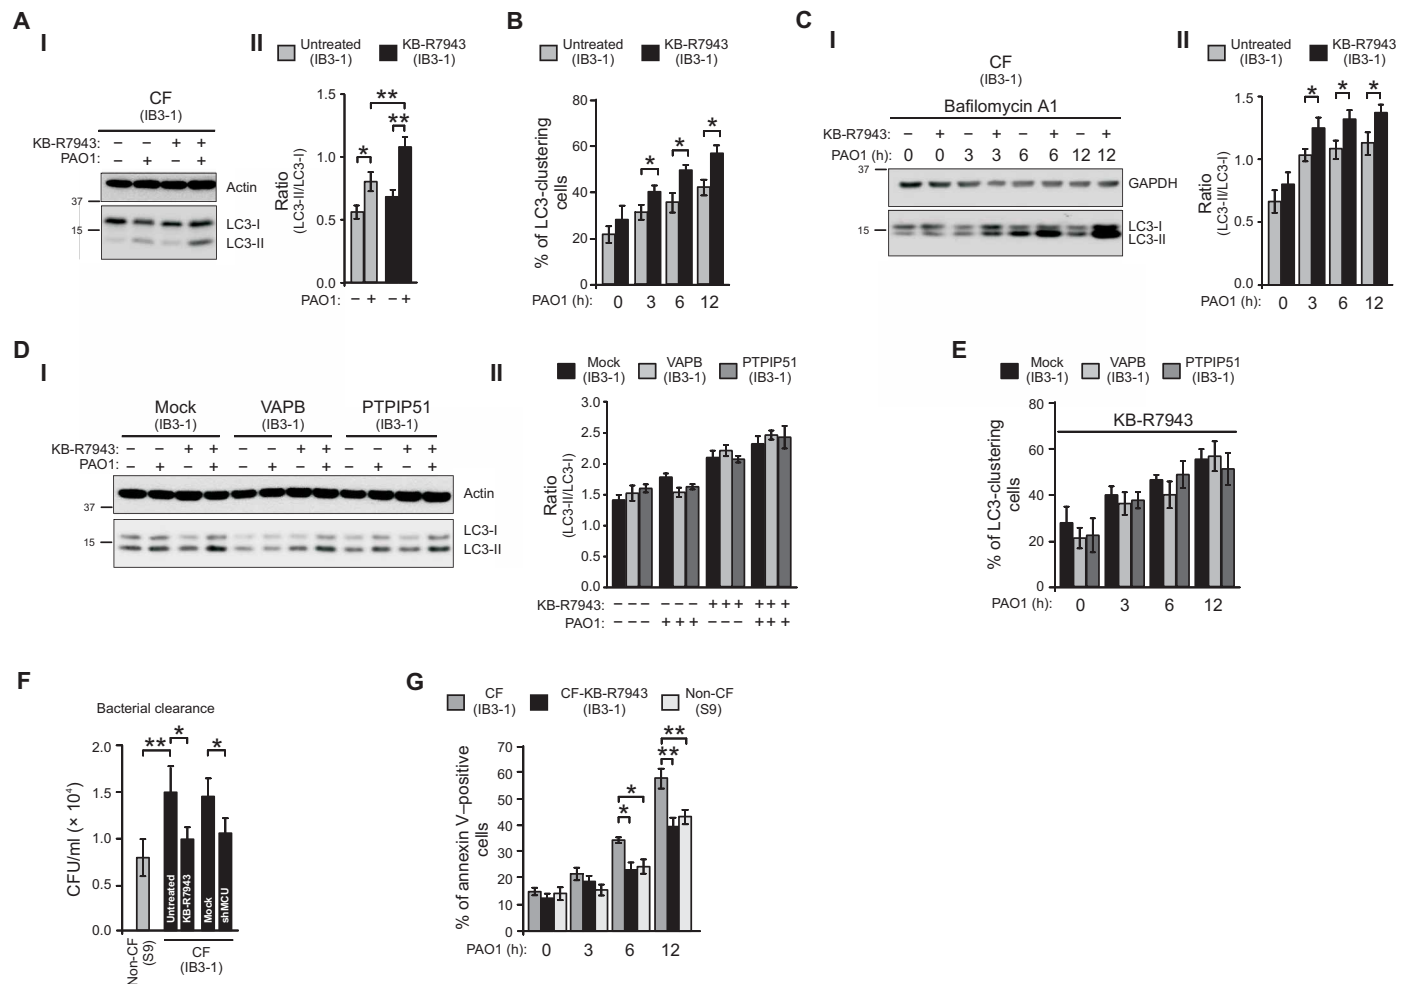 A
I
CF
(IB3-1)
KB-R7943: – – + +
PAO1: – + – +
Actin
37
LC3-I
15
LC3-II
II
Untreated (IB3-1)
KB-R7943 (IB3-1)
** ** *
1.5
1.0
0.5
0.0
Ratio
(LC3-II/LC3-I)
PAO1: – + – +
B
Untreated (IB3-1)
KB-R7943 (IB3-1)
* * *
80
60
40
20
0
% of LC3-clustering
cells
PAO1 (h): 0 3 6 12
C
I
CF
(IB3-1)
Bafilomycin A1
KB-R7943: – + – + – + – +
PAO1 (h): 0 0 3 3 6 6 12 12
37
GAPDH
LC3-I
15
LC3-II
II
Untreated (IB3-1)
KB-R7943 (IB3-1)
* * *
1.5
1.0
0.5
0.0
Ratio
(LC3-II/LC3-I)
PAO1 (h): 0 3 6 12
D
I
Mock (IB3-1)
VAPB (IB3-1)
PTPIP51 (IB3-1)
KB-R7943: – – + + – – + + – – + +
PAO1: – + – + – + – + – + – +
Actin
37
LC3-I
15
LC3-II
II
Mock (IB3-1)
VAPB (IB3-1)
PTPIP51 (IB3-1)
3.0
2.5
2.0
1.5
1.0
0.5
0.0
Ratio
(LC3-II/LC3-I)
KB-R7943: – – – – – – + + + + + +
PAO1: – – – + + + – – – + + +
E
Mock (IB3-1)
VAPB (IB3-1)
PTPIP51 (IB3-1)
KB-R7943
80
60
40
20
0
% of LC3-clustering
cells
PAO1 (h): 0 3 6 12
F
Bacterial clearance
** * *
2.0
1.5
1.0
0.5
0.0
CFU/ml (× 10⁴)
Untreated
KB-R7943
Mock
shMCU
Non-CF
(S9)
CF
(IB3-1)
G
CF (IB3-1)
CF-KB-R7943 (IB3-1)
Non-CF (S9)
** ** * *
70
60
50
40
30
20
10
0
% of annexin V–positive
cells
PAO1 (h): 0 3 6 12